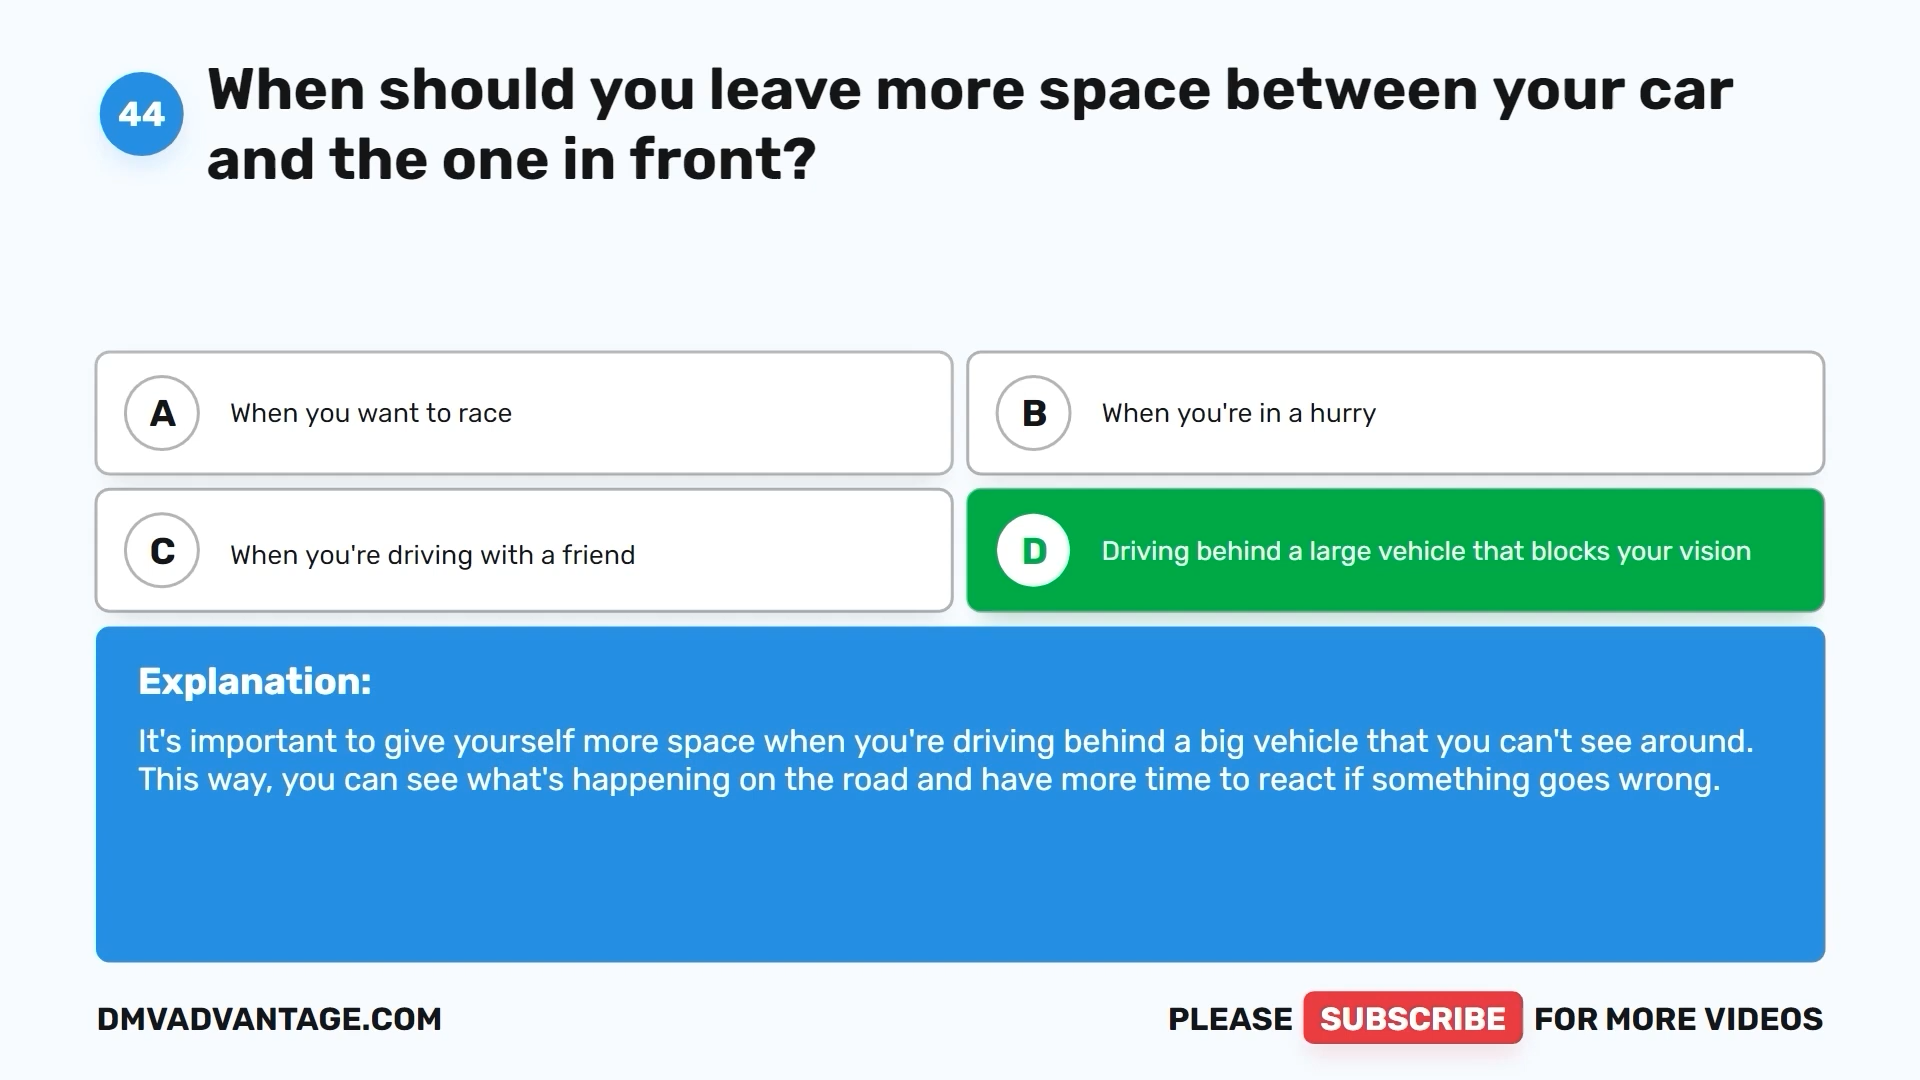 44
When should you leave more space between your car
and the one in front?
A
When you want to race
B
When you're in a hurry
C
When you're driving with a friend
D
Driving behind a large vehicle that blocks your vision
Explanation:
It's important to give yourself more space when you're driving behind a big vehicle that you can't see around.
This way, you can see what's happening on the road and have more time to react if something goes wrong.
DMVADVANTAGE.COM
PLEASE SUBSCRIBE FOR MORE VIDEOS